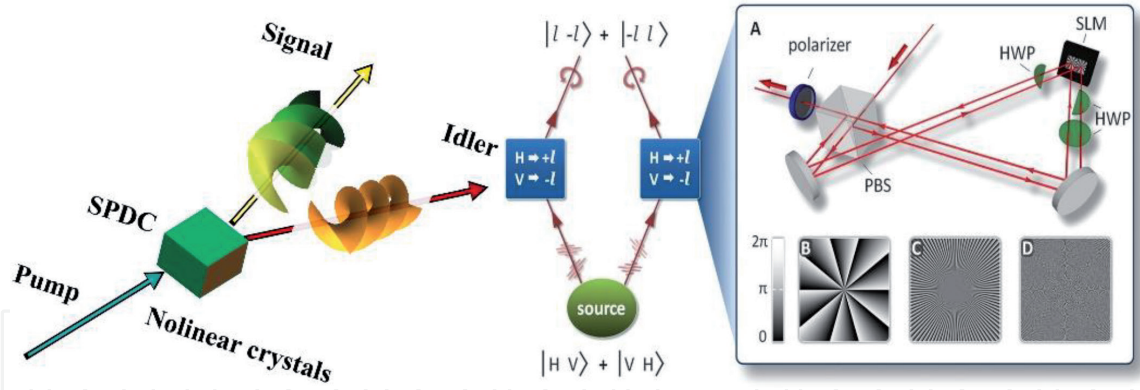 Signal
Idler
SPDC
Pump
Nolinear crystals
|l -l⟩ + |-l l⟩
H ➡ +l
V ➡ -l
H ➡ +l
V ➡ -l
source
|H V⟩ + |V H⟩
A
polarizer
HWP
SLM
HWP
PBS
2π
π
0
B
C
D